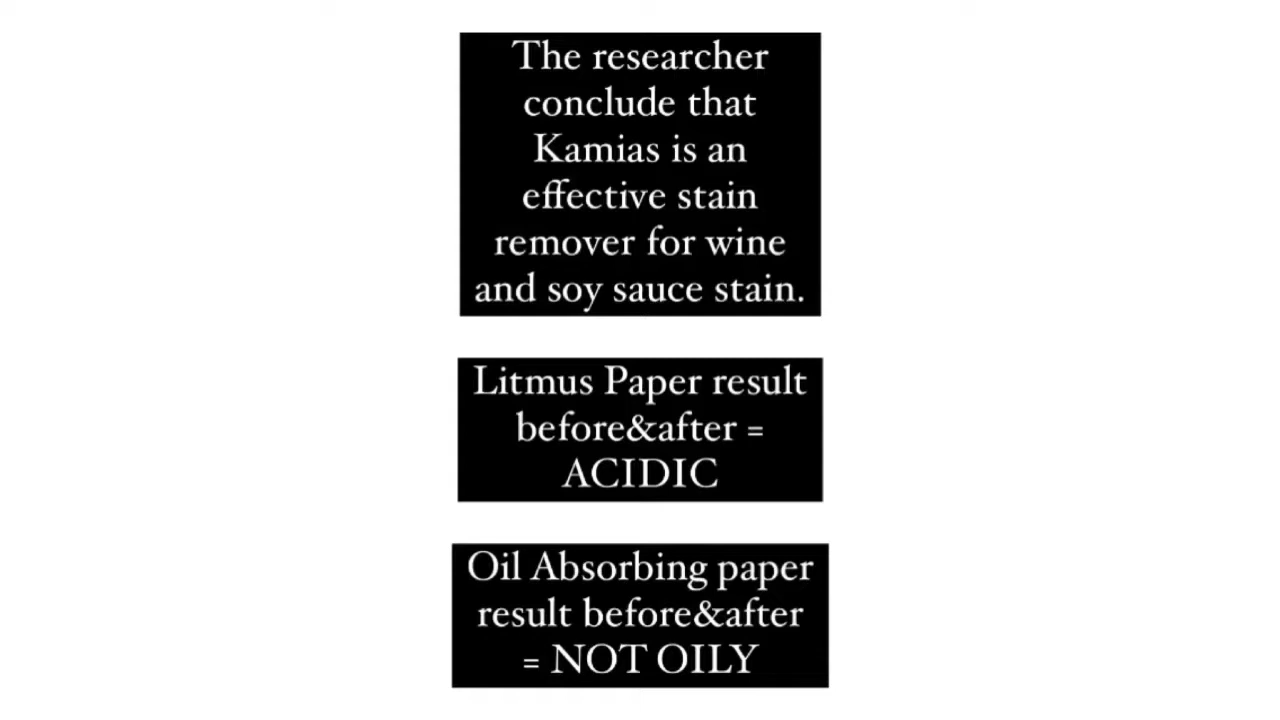 The researcher
conclude that
Kamias is an
effective stain
remover for wine
and soy sauce stain.
Litmus Paper result
before&after =
ACIDIC
Oil Absorbing paper
result before&after
= NOT OILY